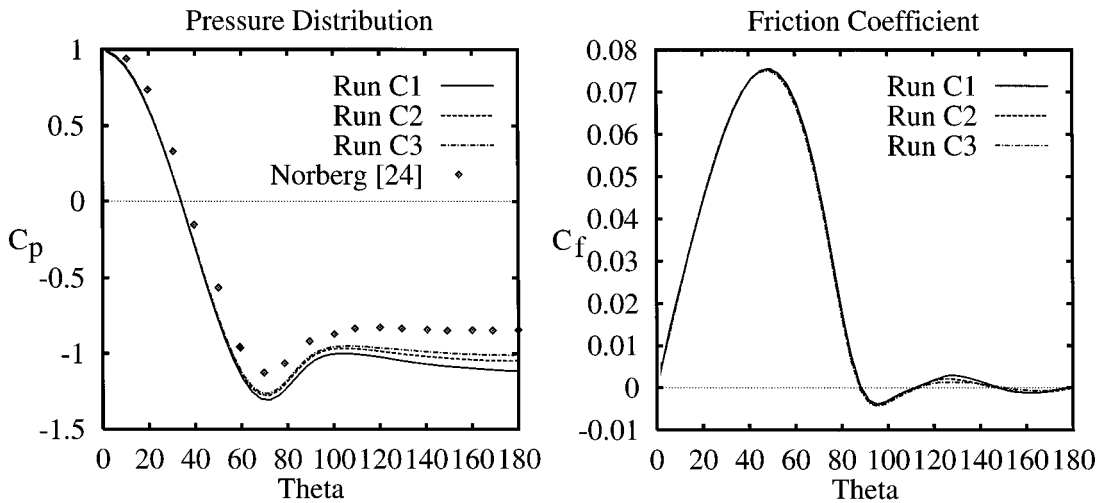 Pressure Distribution
1
0.5
0
-0.5
-1
-1.5
C_p
Run C1
Run C2
Run C3
Norberg [24]
0 20 40 60 80 100 120 140 160 180
Theta
Friction Coefficient
0.08
0.07
0.06
0.05
0.04
0.03
0.02
0.01
0
-0.01
C_f
Run C1
Run C2
Run C3
0 20 40 60 80 100 120 140 160 180
Theta